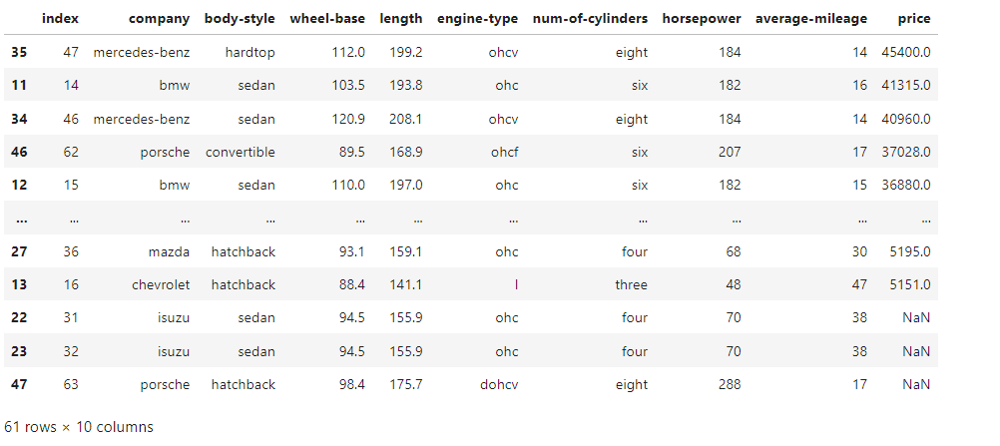 index company body-style wheel-base length engine-type num-of-cylinders horsepower average-mileage price
35 47 mercedes-benz hardtop 112.0 199.2 ohcv eight 184 14 45400.0
11 14 bmw sedan 103.5 193.8 ohc six 182 16 41315.0
34 46 mercedes-benz sedan 120.9 208.1 ohcv eight 184 14 40960.0
46 62 porsche convertible 89.5 168.9 ohcf six 207 17 37028.0
12 15 bmw sedan 110.0 197.0 ohc six 182 15 36880.0
... ... ... ... ... ... ... ... ... ... ...
27 36 mazda hatchback 93.1 159.1 ohc four 68 30 5195.0
13 16 chevrolet hatchback 88.4 141.1 l three 48 47 5151.0
22 31 isuzu sedan 94.5 155.9 ohc four 70 38 NaN
23 32 isuzu sedan 94.5 155.9 ohc four 70 38 NaN
47 63 porsche hatchback 98.4 175.7 dohcv eight 288 17 NaN
61 rows × 10 columns